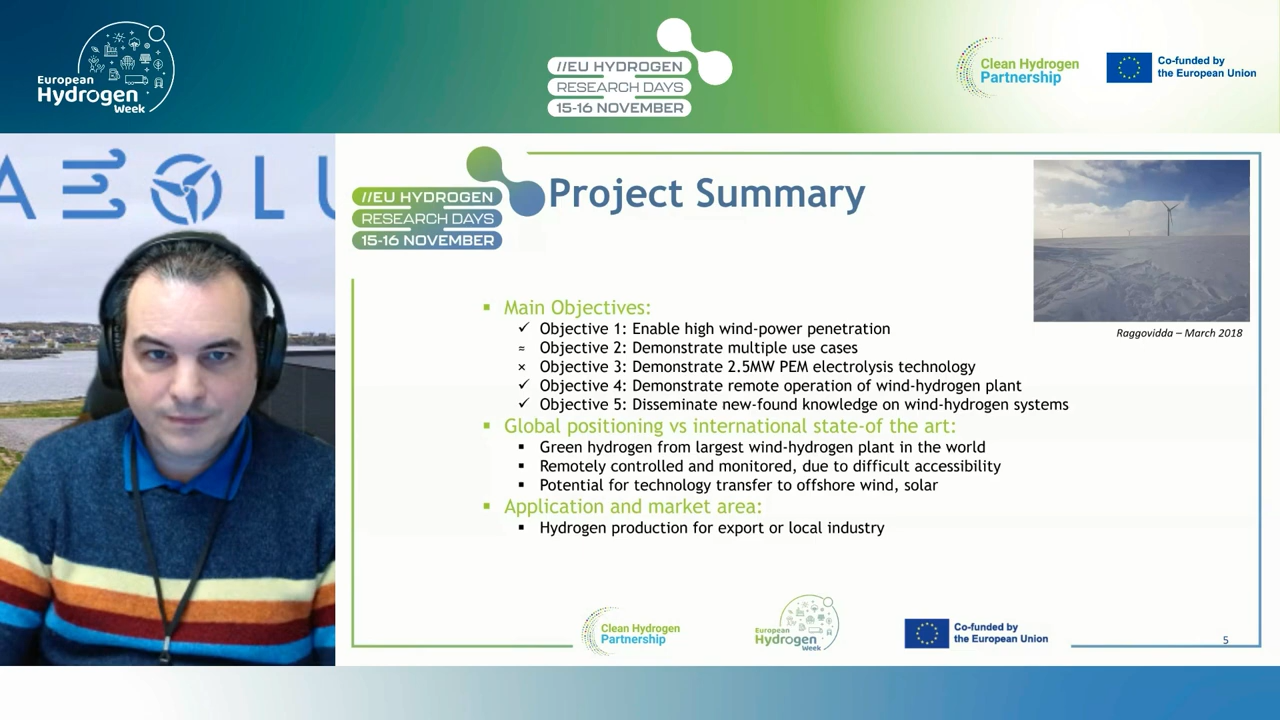 European
Hydrogen
Week
//EU HYDROGEN
RESEARCH DAYS
15-16 NOVEMBER
Clean Hydrogen
Partnership
Co-funded by
the European Union
//EU HYDROGEN
RESEARCH DAYS
15-16 NOVEMBER
Project Summary
Raggovidda – March 2018
▪ Main Objectives:
✓ Objective 1: Enable high wind-power penetration
≈ Objective 2: Demonstrate multiple use cases
× Objective 3: Demonstrate 2.5MW PEM electrolysis technology
✓ Objective 4: Demonstrate remote operation of wind-hydrogen plant
✓ Objective 5: Disseminate new-found knowledge on wind-hydrogen systems
▪ Global positioning vs international state-of the art:
▪ Green hydrogen from largest wind-hydrogen plant in the world
▪ Remotely controlled and monitored, due to difficult accessibility
▪ Potential for technology transfer to offshore wind, solar
▪ Application and market area:
▪ Hydrogen production for export or local industry
Clean Hydrogen
Partnership
European
Hydrogen
Week
Co-funded by
the European Union
5